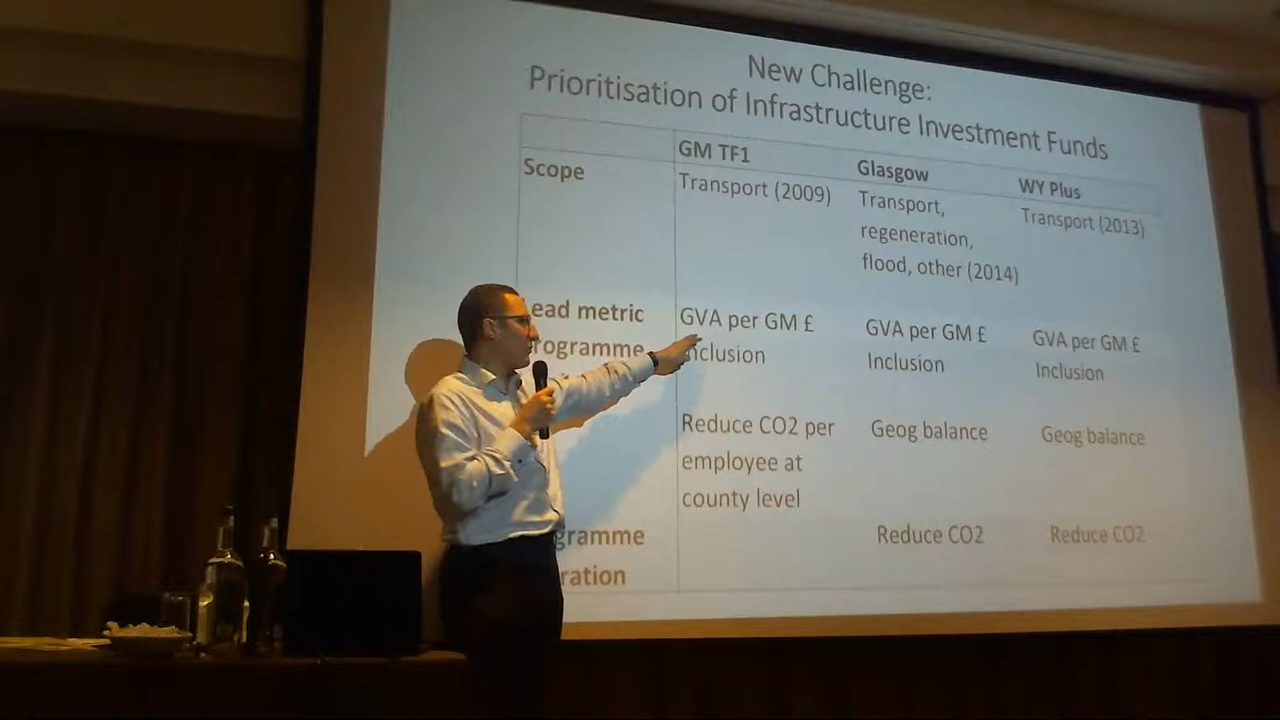 New Challenge:
Prioritisation of Infrastructure Investment Funds
GM TF1
Glasgow
WY Plus
Scope
Transport (2009)
Transport,
regeneration,
flood, other (2014)
Transport (2013)
ead metric
GVA per GM £
GVA per GM £
GVA per GM £
rogramme
nclusion
Inclusion
Inclusion
Reduce CO2 per
employee at
county level
Geog balance
Geog balance
gramme
ration
Reduce CO2
Reduce CO2